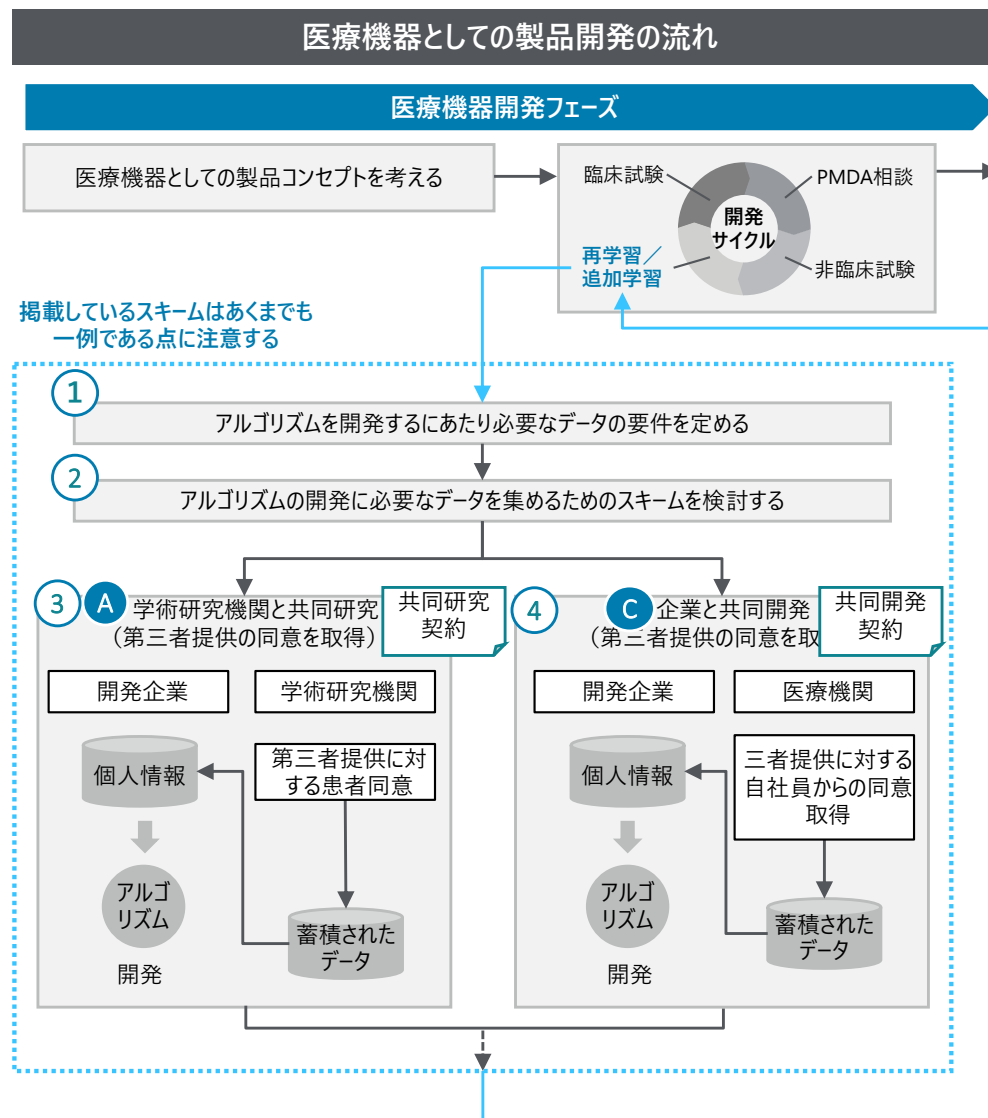 医療機器としての製品開発の流れ
医療機器開発フェーズ
医療機器としての製品コンセプトを考える
臨床試験
PMDA相談
開発
サイクル
再学習／
追加学習
非臨床試験
掲載しているスキームはあくまでも
一例である点に注意する
1
アルゴリズムを開発するにあたり必要なデータの要件を定める
2
アルゴリズムの開発に必要なデータを集めるためのスキームを検討する
3
A
学術研究機関と共同研究
（第三者提供の同意を取得）
共同研究
契約
開発企業
学術研究機関
個人情報
第三者提供に対
する患者同意
アルゴ
リズム
開発
蓄積された
データ
4
C
企業と共同開発
（第三者提供の同意を取
共同開発
契約
開発企業
医療機関
個人情報
三者提供に対する
自社員からの同意
取得
アルゴ
リズム
開発
蓄積された
データ